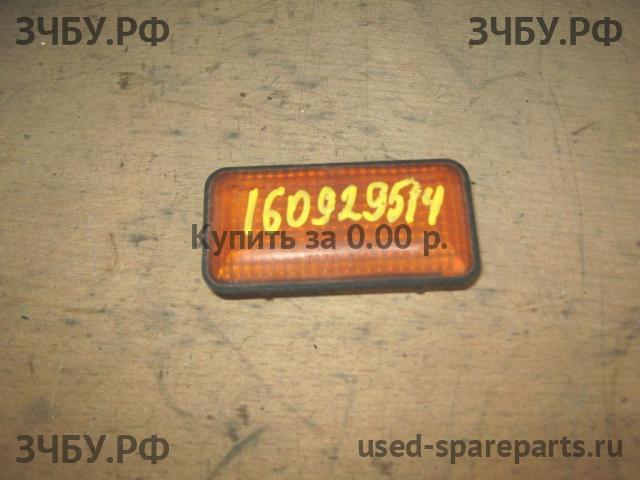 ЗЧБУ.РФ ЗЧБУ.РФ
160929514
Купить за 0.00 р.
ЗЧБУ.РФ used-spareparts.ru